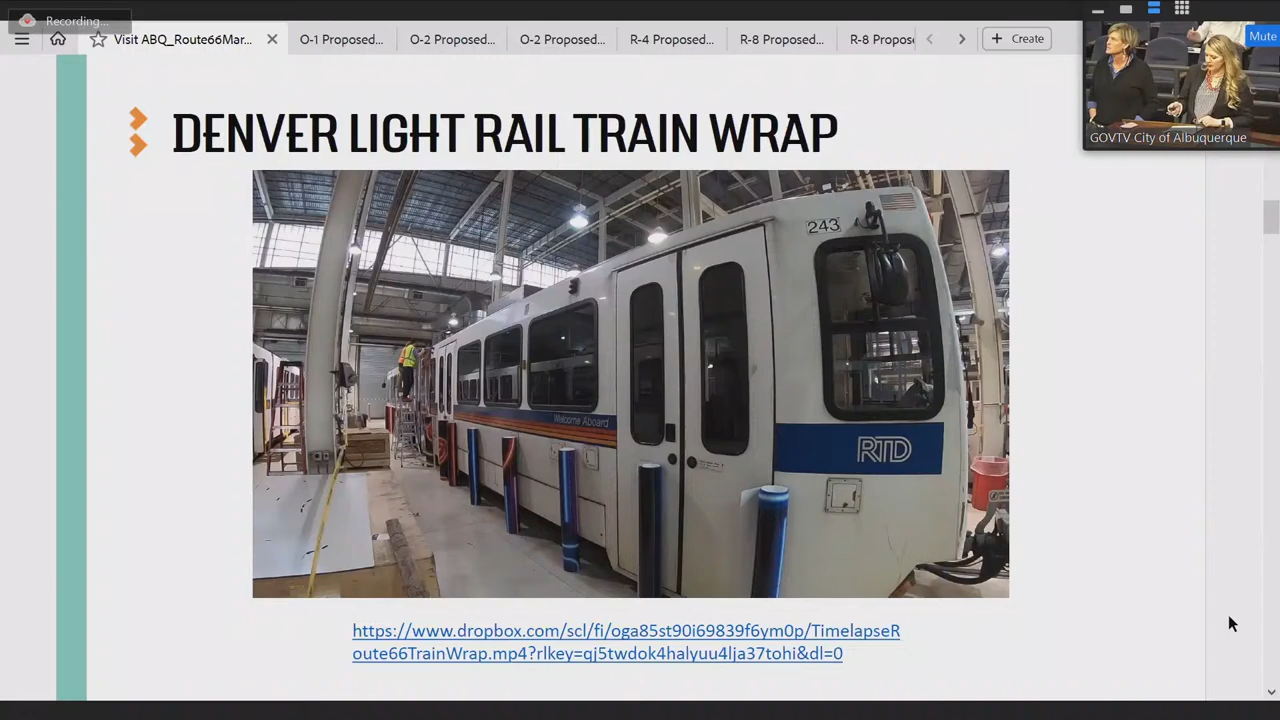 Recording...
Visit ABQ_Route66Mar...
O-1 Proposed...
O-2 Proposed...
O-2 Proposed...
R-4 Proposed...
R-8 Proposed...
R-8 Propose
Create
Mute
GOVTV City of Albuquerque
DENVER LIGHT RAIL TRAIN WRAP
243
Welcome Aboard
RTD
https://www.dropbox.com/scl/fi/oga85st90i69839f6ym0p/TimelapseR
oute66TrainWrap.mp4?rlkey=qj5twdok4halyuu4lja37tohi&dl=0